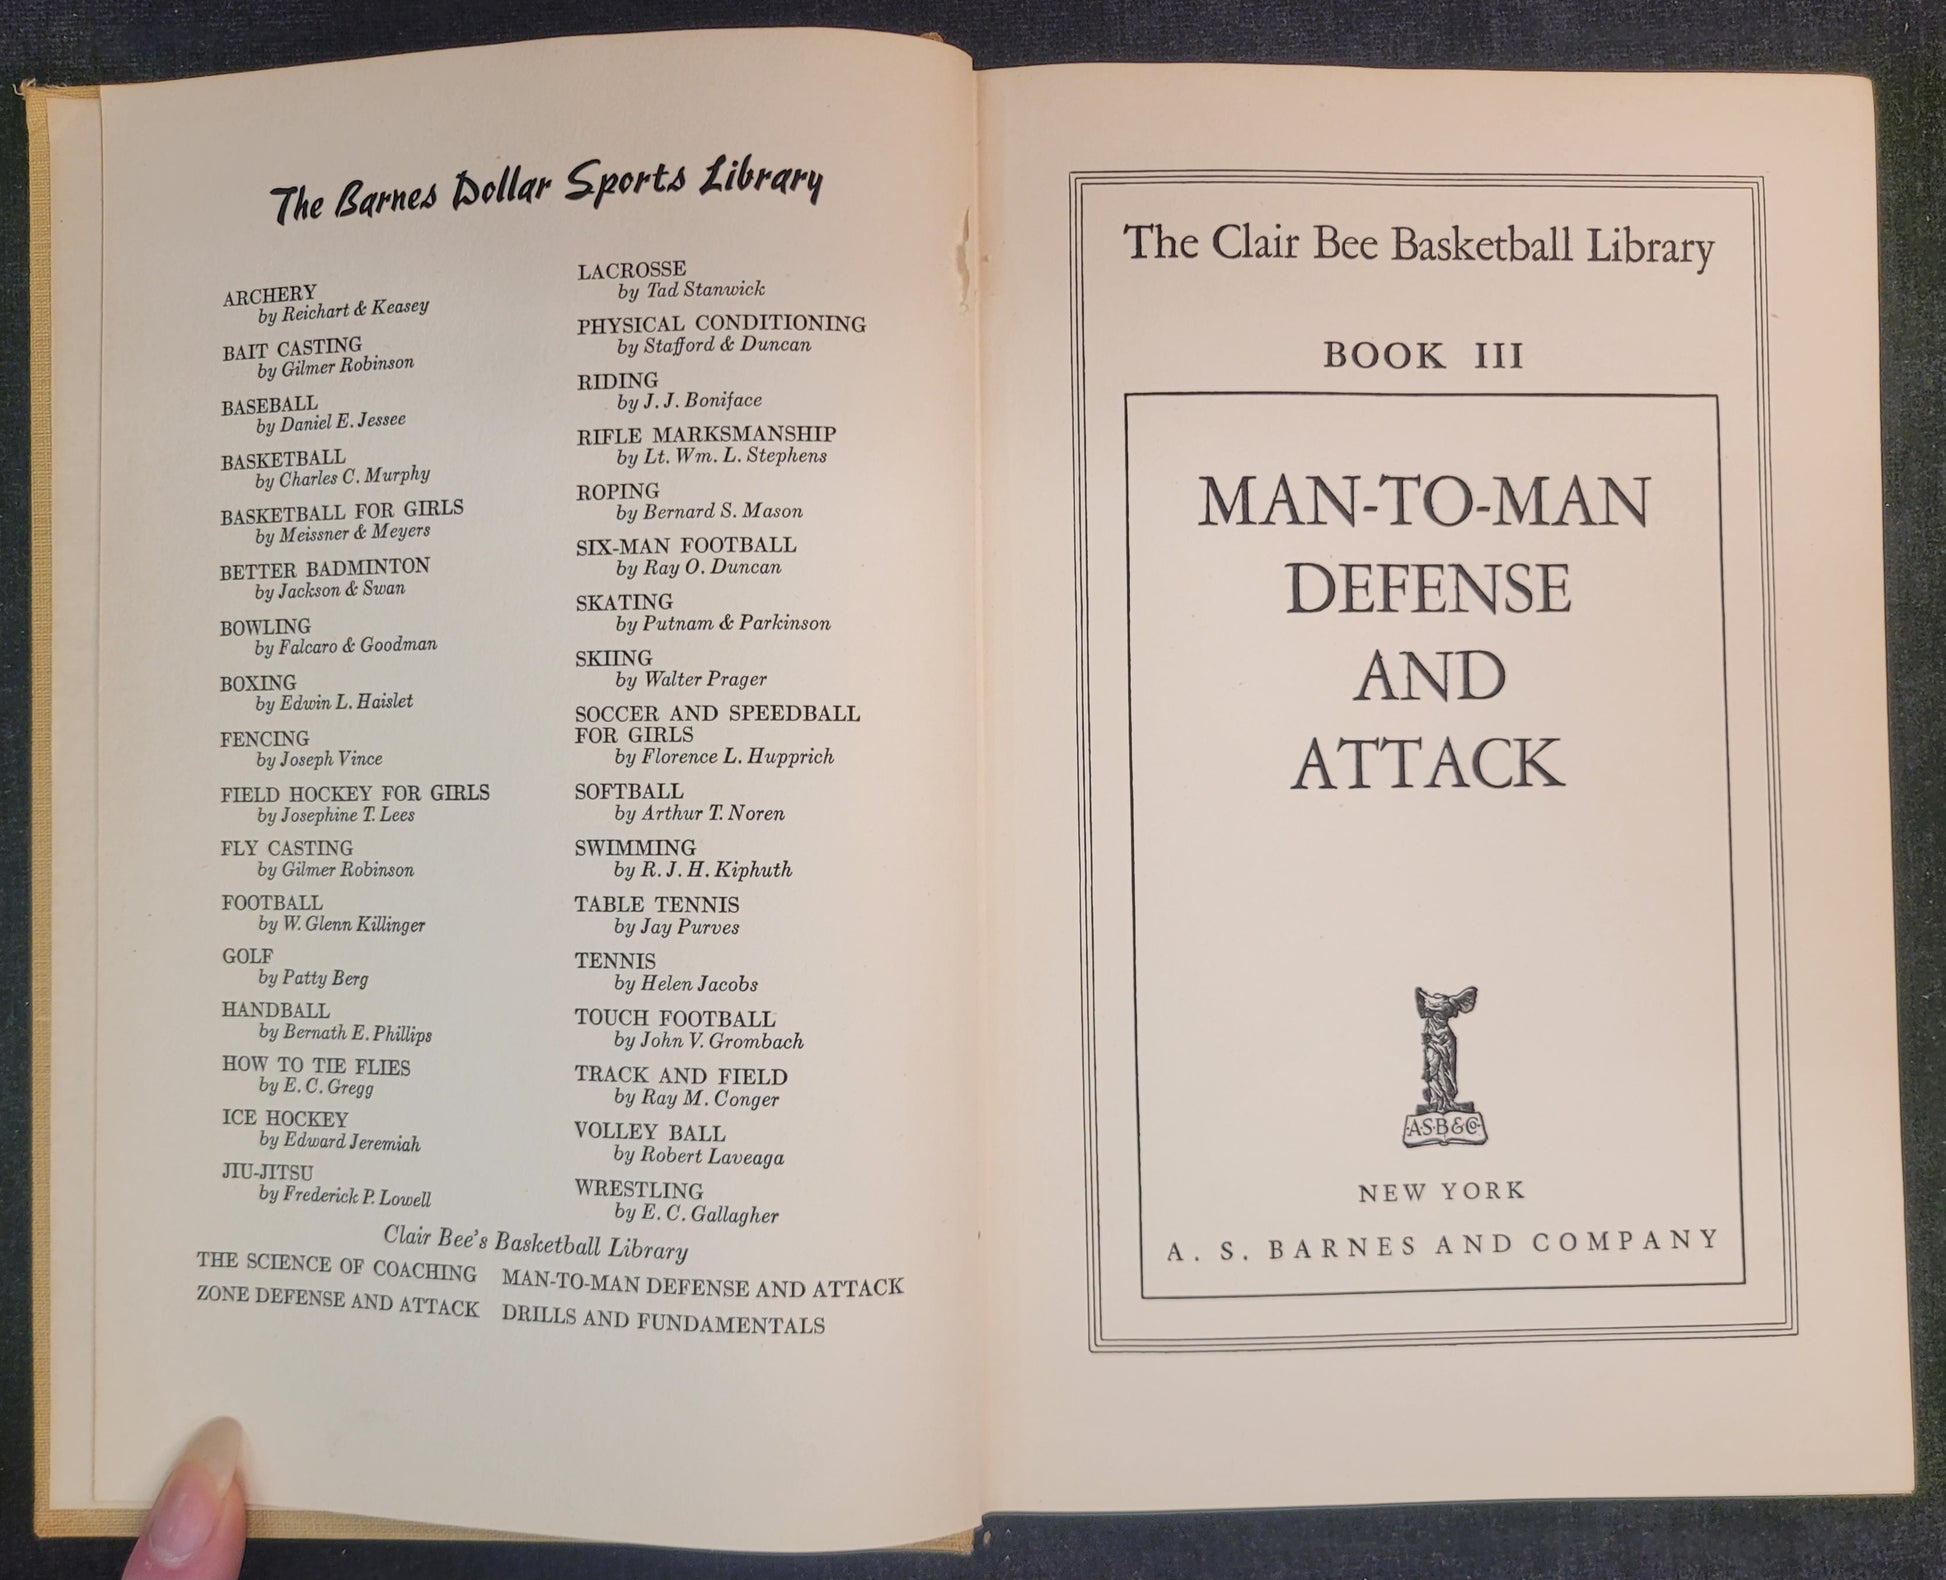 The Barnes Dollar Sports Library
ARCHERY
by Reichart & Keasey
BAIT CASTING
by Gilmer Robinson
BASEBALL
by Daniel E. Jessee
BASKETBALL
by Charles C. Murphy
BASKETBALL FOR GIRLS
by Meissner & Meyers
BETTER BADMINTON
by Jackson & Swan
BOWLING
by Falcaro & Goodman
BOXING
by Edwin L. Haislet
FENCING
by Joseph Vince
FIELD HOCKEY FOR GIRLS
by Josephine T. Lees
FLY CASTING
by Gilmer Robinson
FOOTBALL
by W. Glenn Killinger
GOLF
by Patty Berg
HANDBALL
by Bernath E. Phillips
HOW TO TIE FLIES
by E. C. Gregg
ICE HOCKEY
by Edward Jeremiah
JIU-JITSU
by Frederick P. Lowell
LACROSSE
by Tad Stanwick
PHYSICAL CONDITIONING
by Stafford & Duncan
RIDING
by J. J. Boniface
RIFLE MARKSMANSHIP
by Lt. Wm. L. Stephens
ROPING
by Bernard S. Mason
SIX-MAN FOOTBALL
by Ray O. Duncan
SKATING
by Putnam & Parkinson
SKIING
by Walter Prager
SOCCER AND SPEEDBALL
FOR GIRLS
by Florence L. Hupprich
SOFTBALL
by Arthur T. Noren
SWIMMING
by R. J. H. Kiphuth
TABLE TENNIS
by Jay Purves
TENNIS
by Helen Jacobs
TOUCH FOOTBALL
by John V. Grombach
TRACK AND FIELD
by Ray M. Conger
VOLLEY BALL
by Robert Laveaga
WRESTLING
by E. C. Gallagher
Clair Bee's Basketball Library
THE SCIENCE OF COACHING MAN-TO-MAN DEFENSE AND ATTACK
ZONE DEFENSE AND ATTACK DRILLS AND FUNDAMENTALS
The Clair Bee Basketball Library
BOOK III
MAN-TO-MAN
DEFENSE
AND
ATTACK
A·S·B & Co·
NEW YORK
A. S. BARNES AND COMPANY